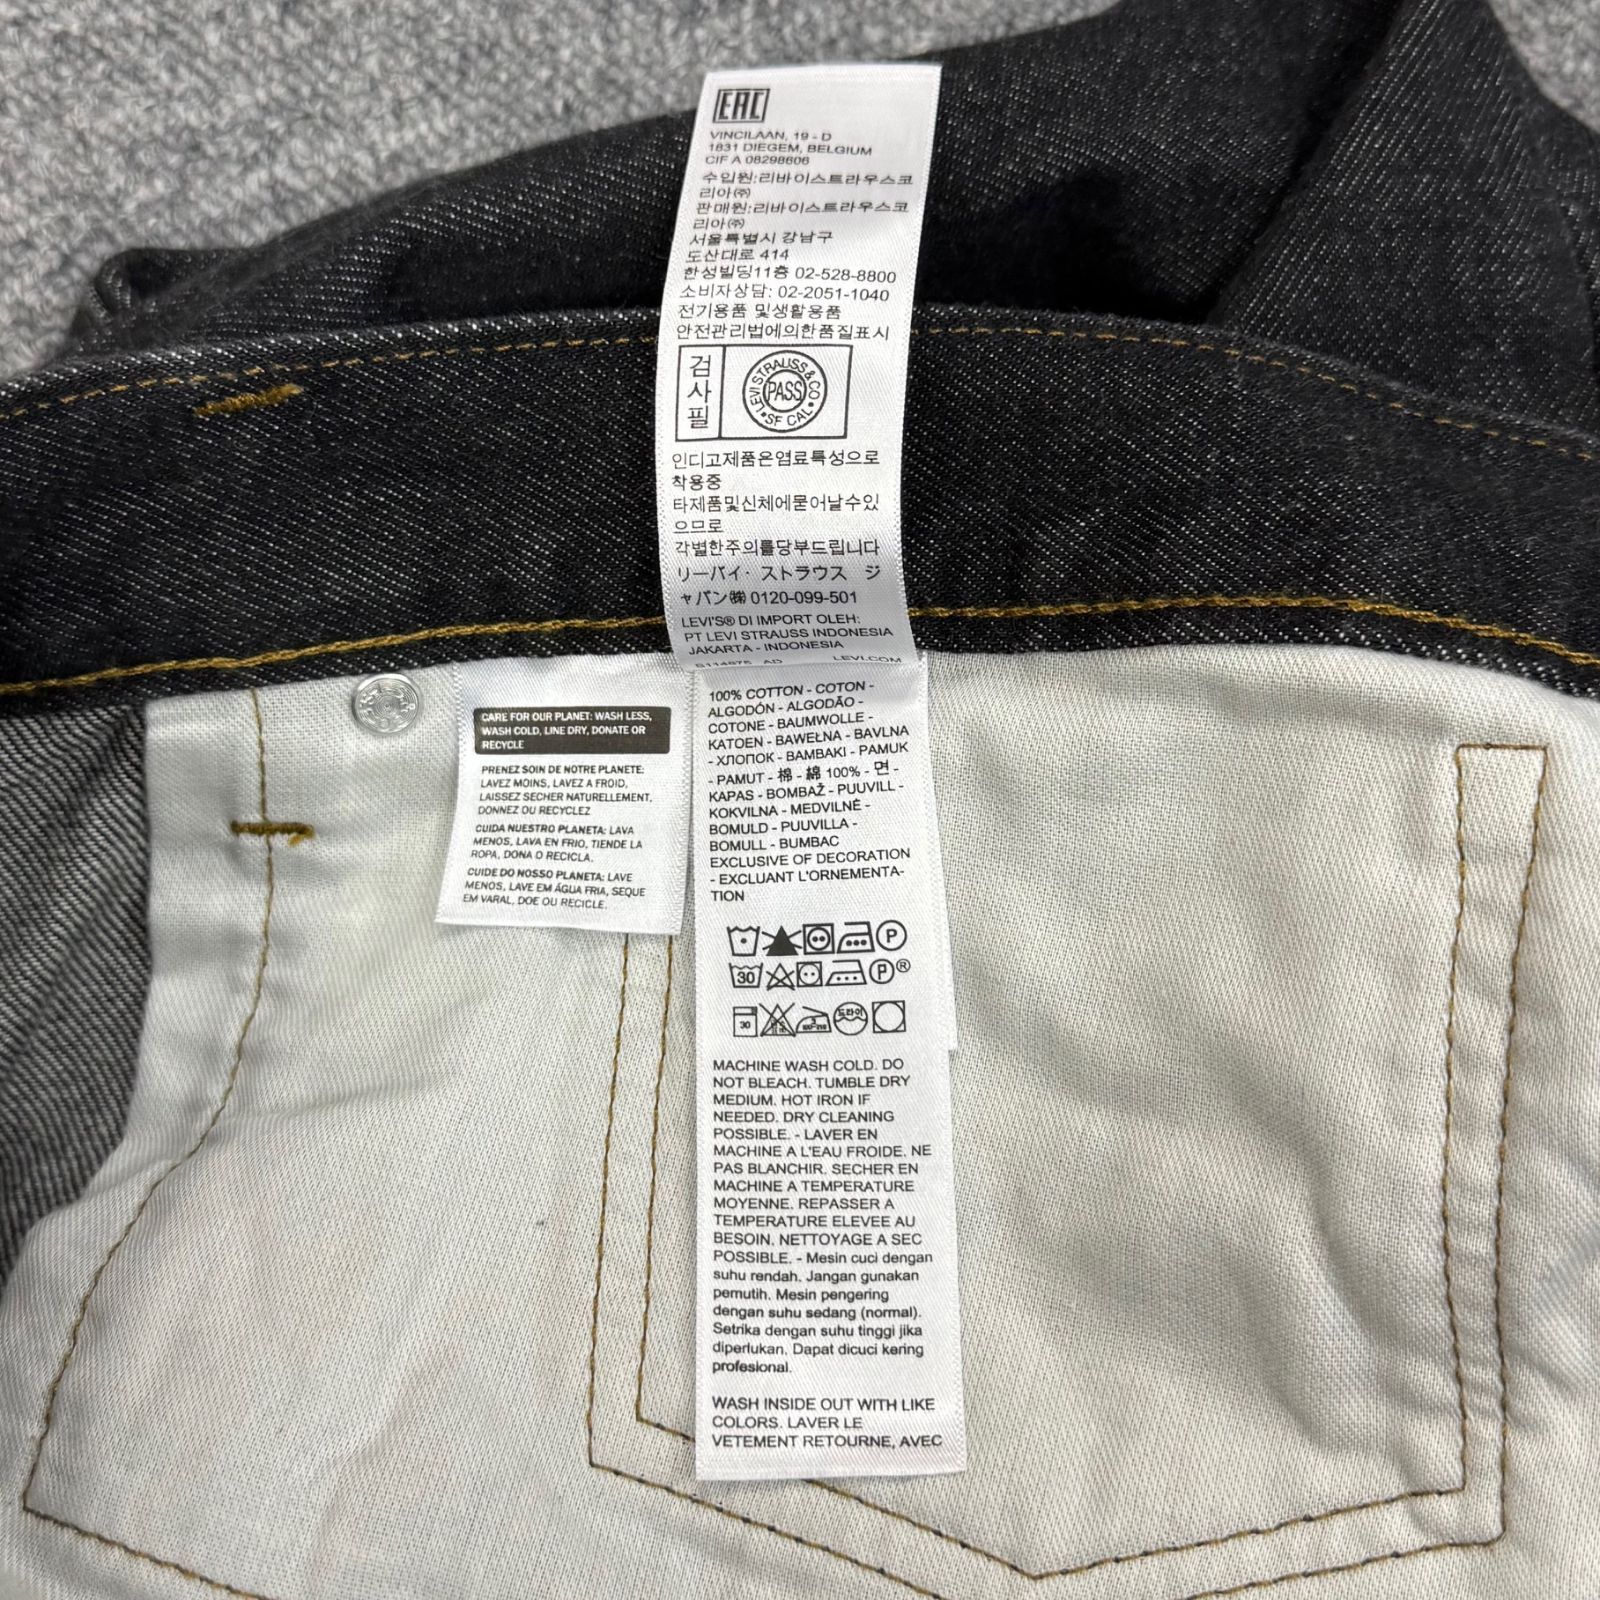 EAC
VINCILAAN, 19 - D
1831 DIEGEM, BELGIUM
CIF A 08298606
수입원:리바이스트라우스코
리아㈜
판매원:리바이스트라우스코
리아㈜
서울특별시 강남구
도산대로 414
한성빌딩11층 02-528-8800
소비자상담: 02-2051-1040
전기용품 및생활용품
안전관리법에의한품질표시
검
사
필
LEVI STRAUSS & CO
PASS
SF CAL
인디고제품은염료특성으로
착용중
타제품및신체에묻어날수있
으므로
각별한주의를당부드립니다
リーバイ・ストラウス ジ
ャパン㈱ 0120-099-501
LEVI'S® DI IMPORT OLEH:
PT LEVI STRAUSS INDONESIA
JAKARTA - INDONESIA
AD LEVI.COM
CARE FOR OUR PLANET: WASH LESS,
WASH COLD, LINE DRY, DONATE OR
RECYCLE
PRENEZ SOIN DE NOTRE PLANETE:
LAVEZ MOINS, LAVEZ A FROID,
LAISSEZ SECHER NATURELLEMENT,
DONNEZ OU RECYCLEZ
CUIDA NUESTRO PLANETA: LAVA
MENOS, LAVA EN FRIO, TIENDE LA
ROPA, DONA O RECICLA.
CUIDE DO NOSSO PLANETA: LAVE
MENOS, LAVE EM ÁGUA FRIA, SEQUE
EM VARAL, DOE OU RECICLE.
100% COTTON - COTON -
ALGODÓN - ALGODÃO -
COTONE - BAUMWOLLE -
KATOEN - BAWEŁNA - BAVLNA
- ХЛОПОК - BAMBAKI - PAMUK
- PAMUT - 棉 - 綿 100% - 면 -
KAPAS - BOMBAŽ - PUUVILL -
KOKVILNA - MEDVILNĖ -
BOMULD - PUUVILLA -
BOMULL - BUMBAC
EXCLUSIVE OF DECORATION
- EXCLUANT L'ORNEMENTA-
TION
P
30 P®
30 드라이
MACHINE WASH COLD. DO
NOT BLEACH. TUMBLE DRY
MEDIUM. HOT IRON IF
NEEDED. DRY CLEANING
POSSIBLE. - LAVER EN
MACHINE A L'EAU FROIDE. NE
PAS BLANCHIR. SECHER EN
MACHINE A TEMPERATURE
MOYENNE. REPASSER A
TEMPERATURE ELEVEE AU
BESOIN. NETTOYAGE A SEC
POSSIBLE. - Mesin cuci dengan
suhu rendah. Jangan gunakan
pemutih. Mesin pengering
dengan suhu sedang (normal).
Setrika dengan suhu tinggi jika
diperlukan. Dapat dicuci kering
profesional.
WASH INSIDE OUT WITH LIKE
COLORS. LAVER LE
VETEMENT RETOURNE, AVEC